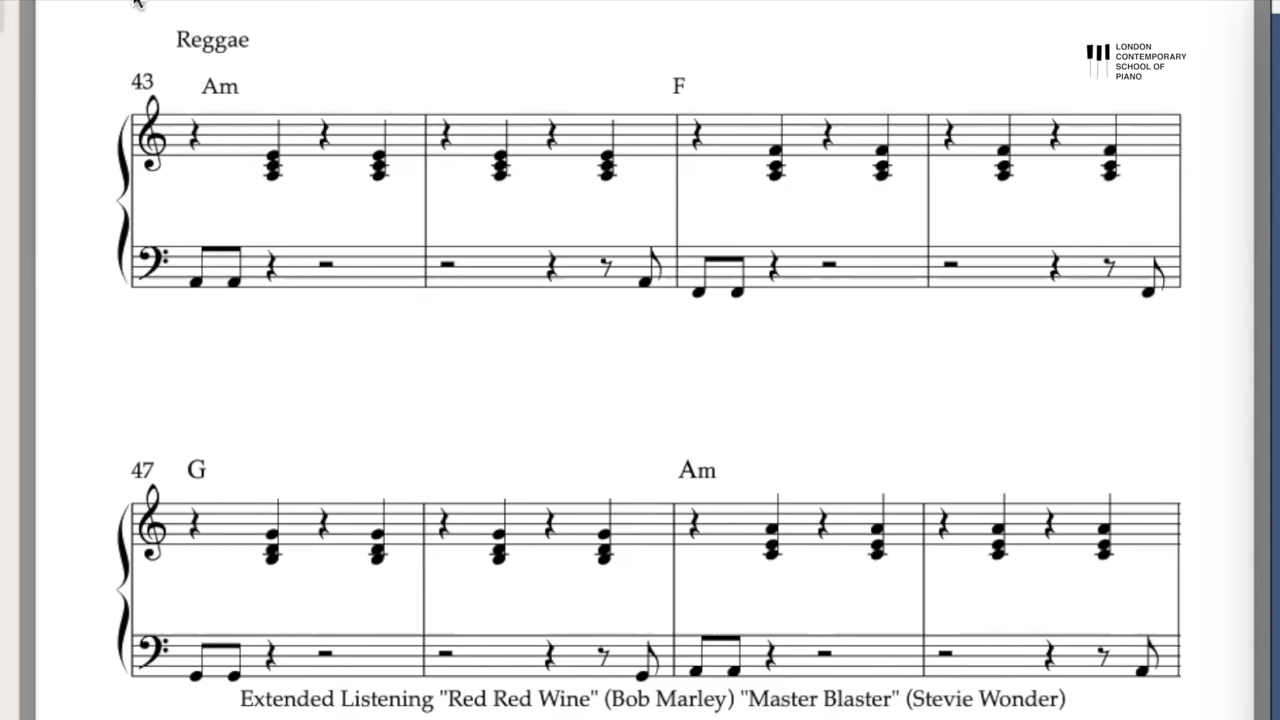 Reggae
LONDON
CONTEMPORARY
SCHOOL OF
PIANO
43
Am
F
47
G
Am
Extended Listening "Red Red Wine" (Bob Marley) "Master Blaster" (Stevie Wonder)